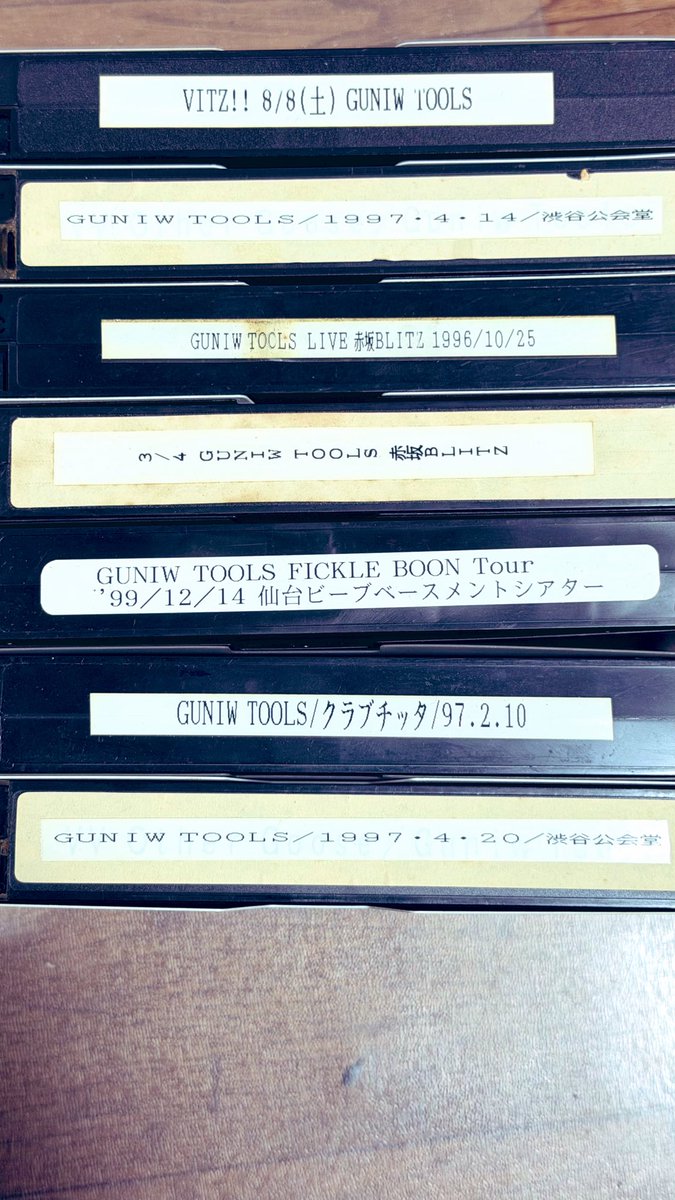 VITZ!! 8/8(土) GUNIW TOOLS
GUNIW TOOLS/1997・4・14/渋谷公会堂
GUNIW TOOLS LIVE 赤坂BLITZ 1996/10/25
3/4 GUNIW TOOLS 赤坂BLITZ
GUNIW TOOLS FICKLE BOON Tour
'99/12/14 仙台ビーブベースメントシアター
GUNIW TOOLS/クラブチッタ/97.2.10
GUNIW TOOLS/1997・4・20/渋谷公会堂